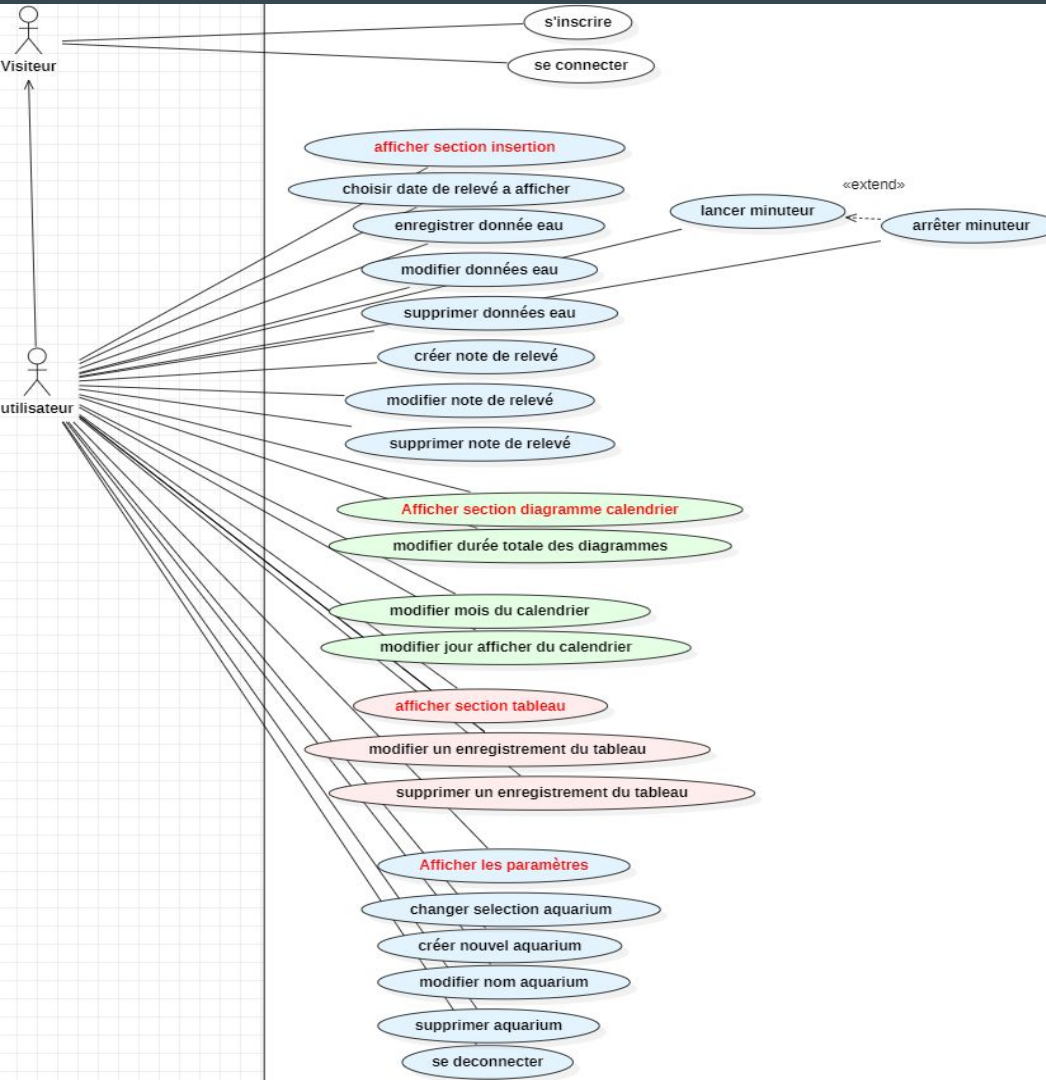 s'inscrire
Visiteur
se connecter
afficher section insertion
choisir date de relevé a afficher
«extend»
lancer minuteur
enregistrer donnée eau
arrêter minuteur
modifier données eau
supprimer données eau
créer note de relevé
utilisateur
modifier note de relevé
supprimer note de relevé
Afficher section diagramme calendrier
modifier durée totale des diagrammes
modifier mois du calendrier
modifier jour afficher du calendrier
afficher section tableau
modifier un enregistrement du tableau
supprimer un enregistrement du tableau
Afficher les paramètres
changer selection aquarium
créer nouvel aquarium
modifier nom aquarium
supprimer aquarium
se deconnecter